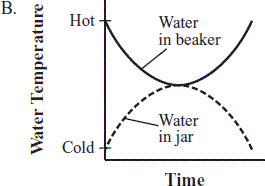 B.
Hot
Water
in beaker
Water Temperature
Water
in jar
Cold
Time